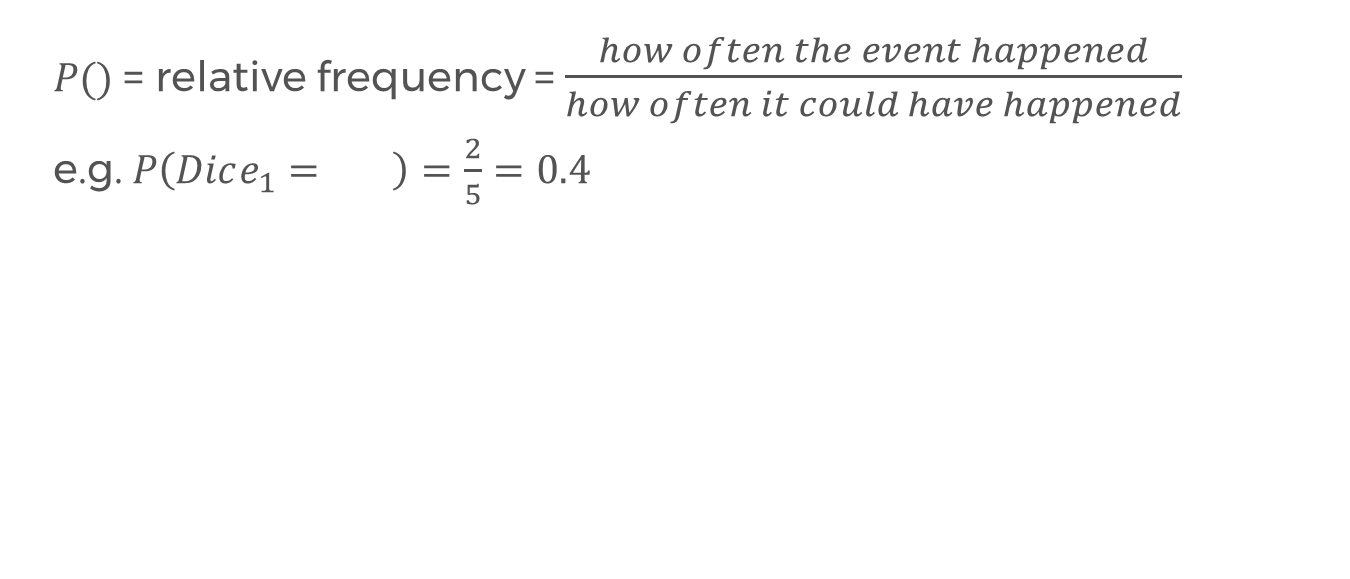 P() = relative frequency = how often the event happened / how often it could have happened
e.g. P(Dice₁ = ) = 2/5 = 0.4